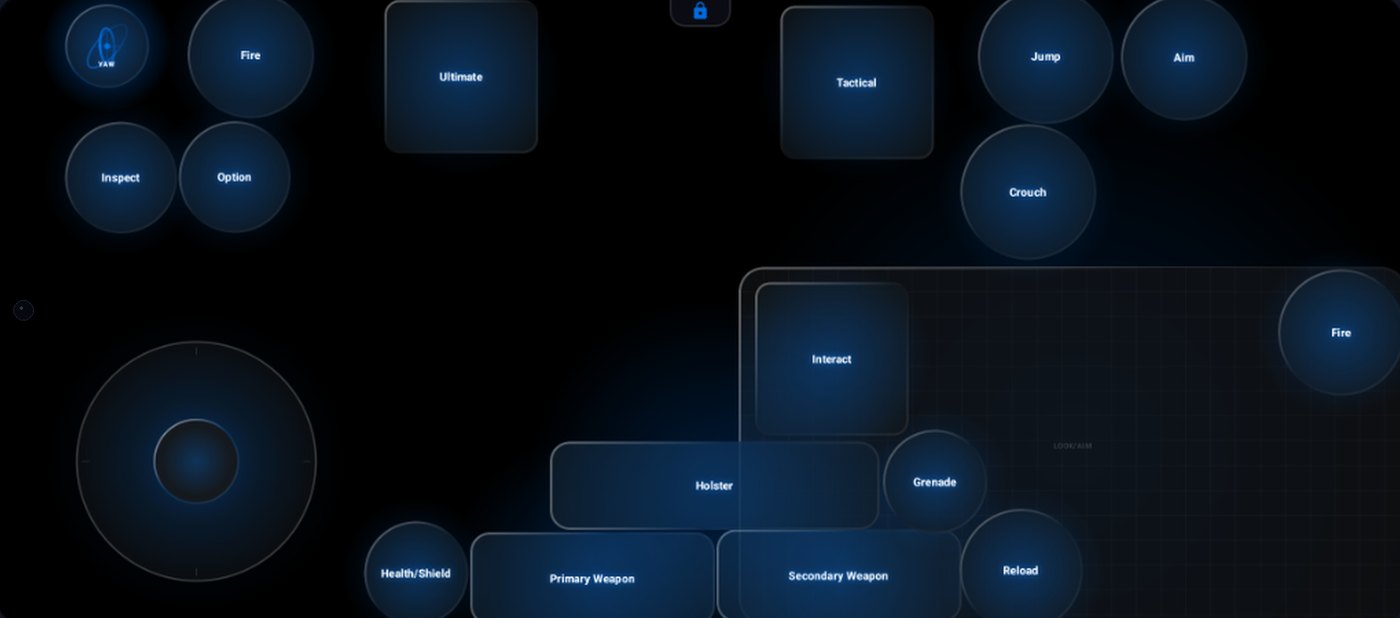 YAW
Fire
Ultimate
Tactical
Jump
Aim
Inspect
Option
Crouch
Interact
Fire
LOOK/AIM
Holster
Grenade
Health/Shield
Primary Weapon
Secondary Weapon
Reload